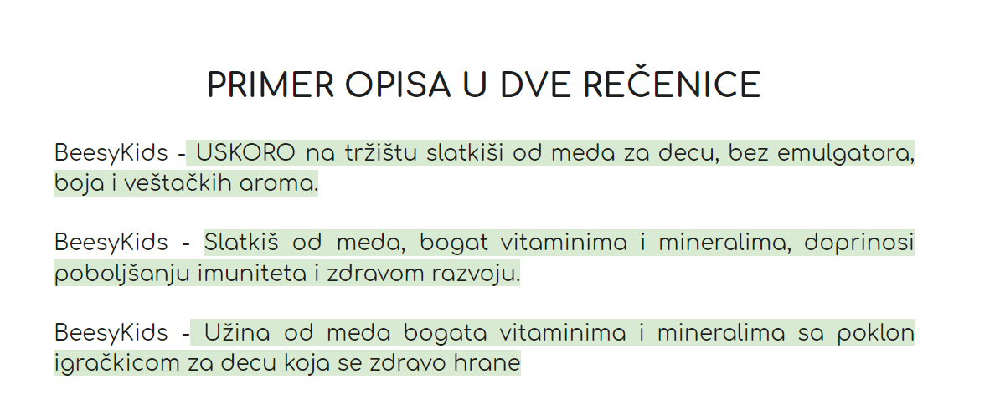 PRIMER OPISA U DVE REČENICE
BeesyKids - USKORO na tržištu slatkiši od meda za decu, bez emulgatora,
boja i veštačkih aroma.
BeesyKids - Slatkiš od meda, bogat vitaminima i mineralima, doprinosi
poboljšanju imuniteta i zdravom razvoju.
BeesyKids - Užina od meda bogata vitaminima i mineralima sa poklon
igračkicom za decu koja se zdravo hrane